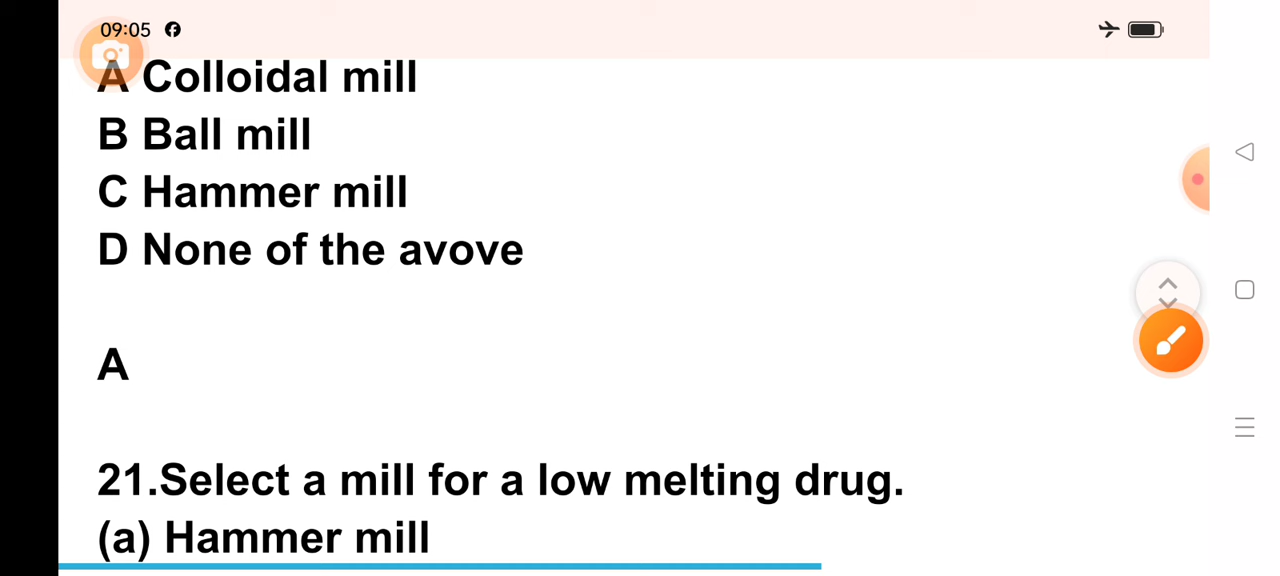 09:05
A Colloidal mill
B Ball mill
C Hammer mill
D None of the avove
A
21.Select a mill for a low melting drug.
(a) Hammer mill